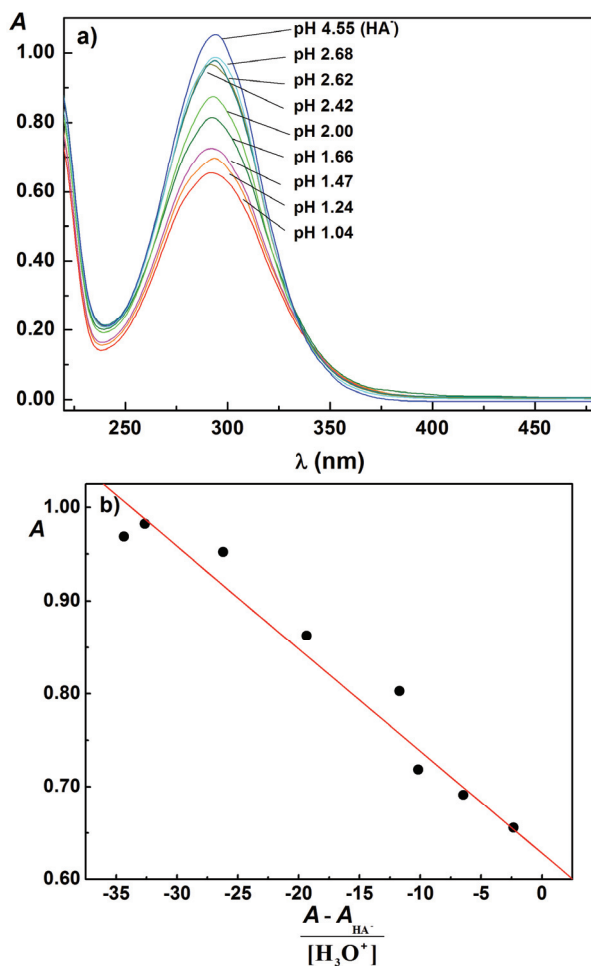 A
a)
pH 4.55 (HA⁻)
pH 2.68
pH 2.62
pH 2.42
pH 2.00
pH 1.66
pH 1.47
pH 1.24
pH 1.04
1.00
0.80
0.60
0.40
0.20
0.00
250 300 350 400 450
λ (nm)
b)
A
1.00
0.90
0.80
0.70
0.60
-35 -30 -25 -20 -15 -10 -5 0
A - A_HA⁻
[H₃O⁺]